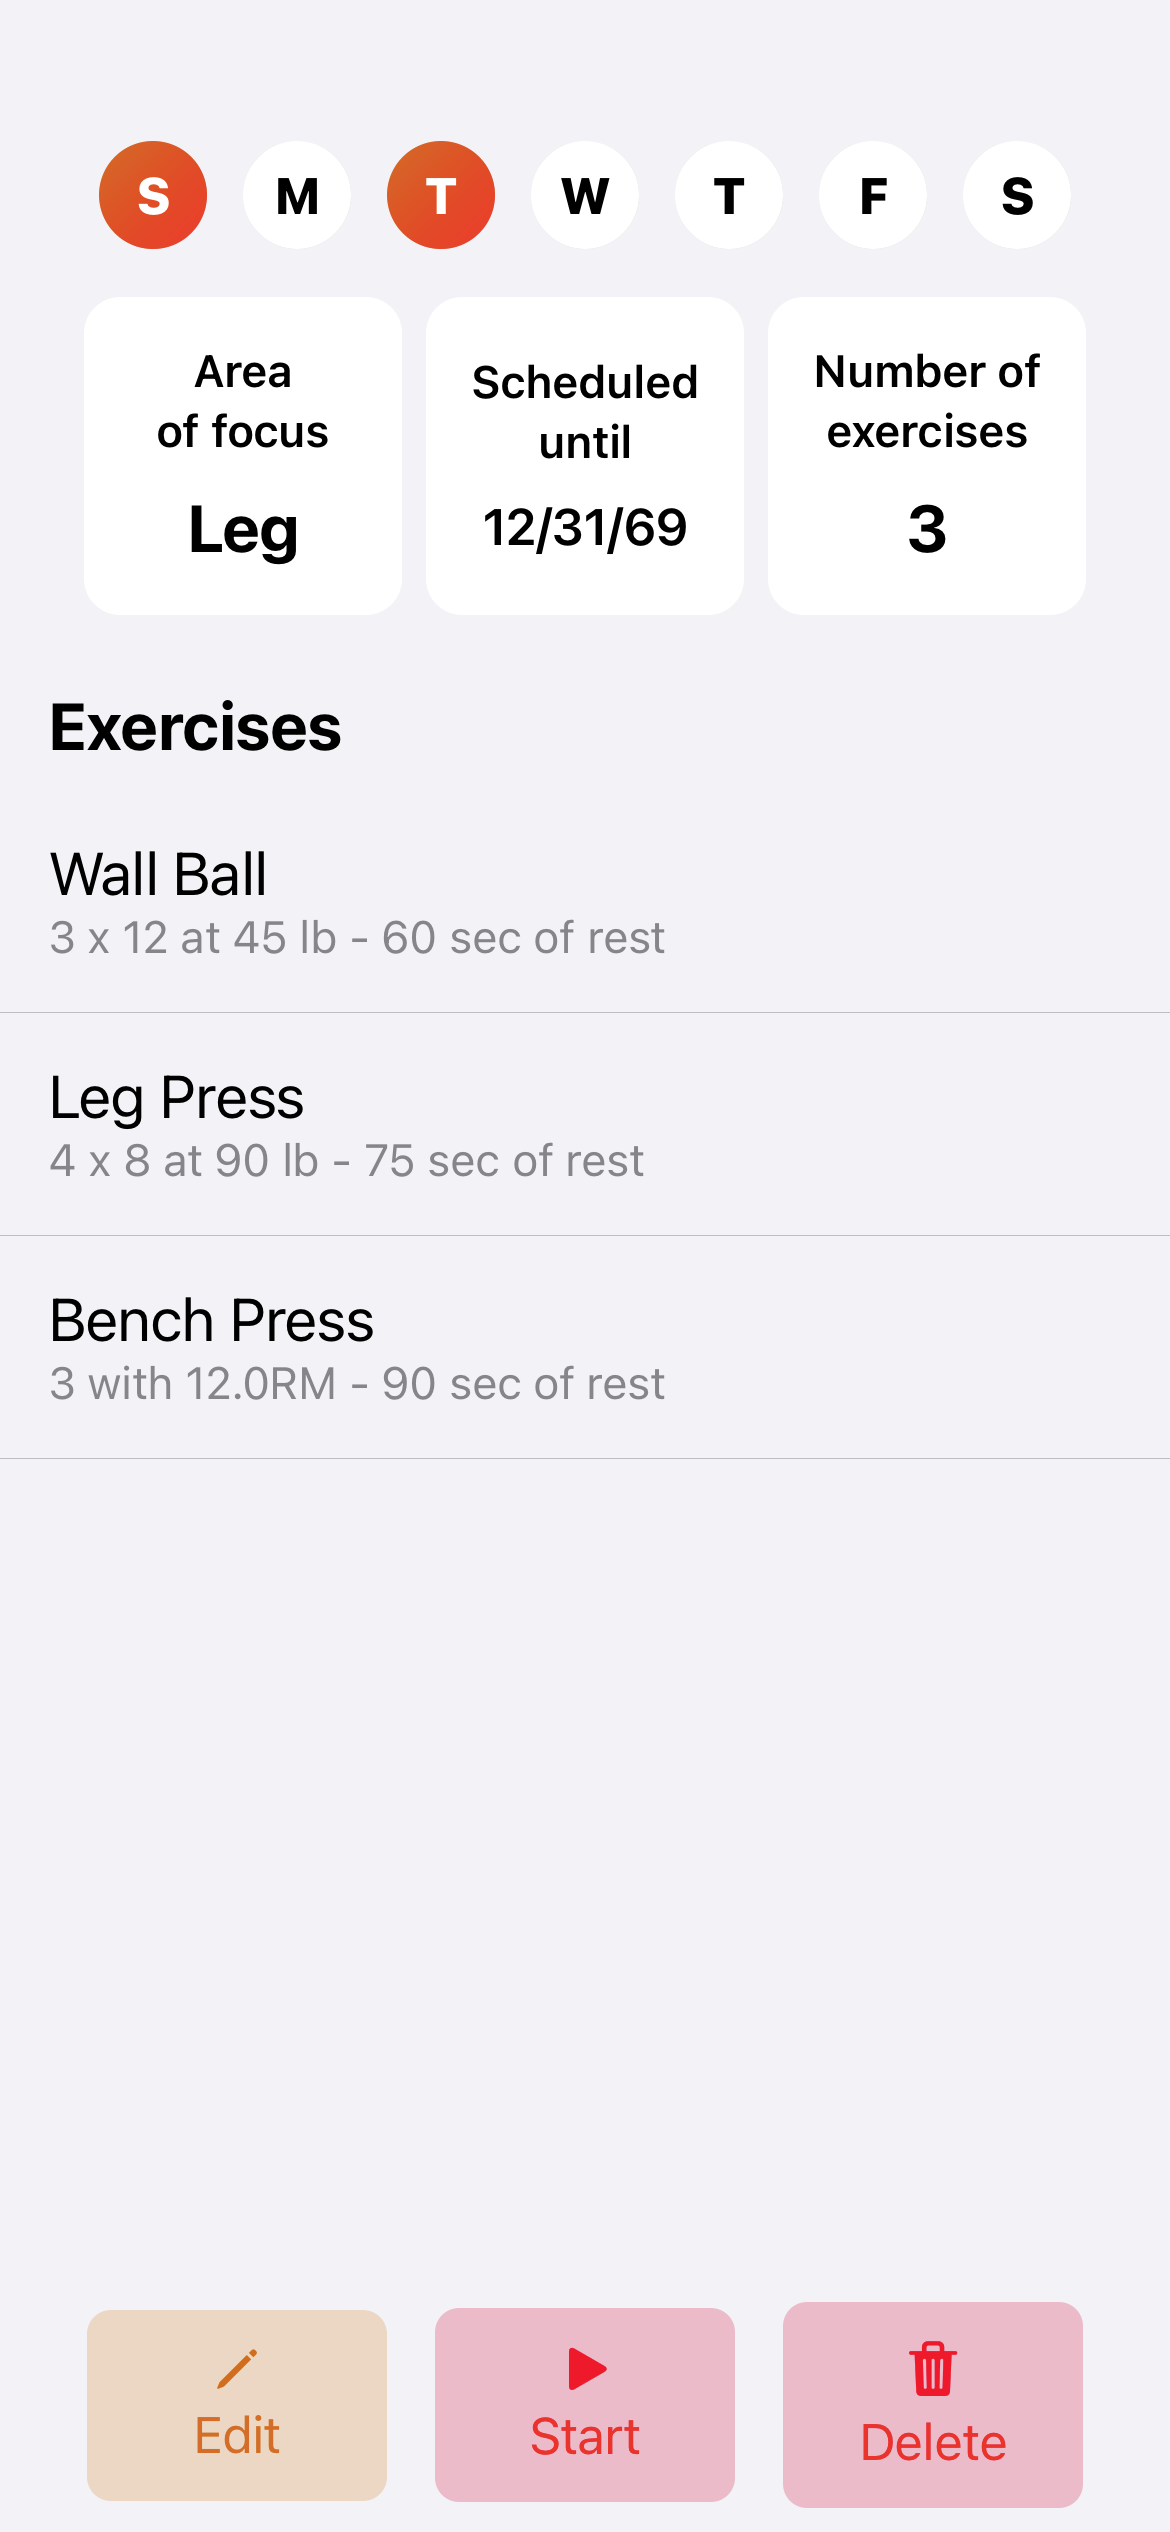 S M T W T F S
Area
of focus
Leg
Scheduled
until
12/31/69
Number of
exercises
3
Exercises
Wall Ball
3 x 12 at 45 lb - 60 sec of rest
Leg Press
4 x 8 at 90 lb - 75 sec of rest
Bench Press
3 with 12.0RM - 90 sec of rest
Edit
Start
Delete